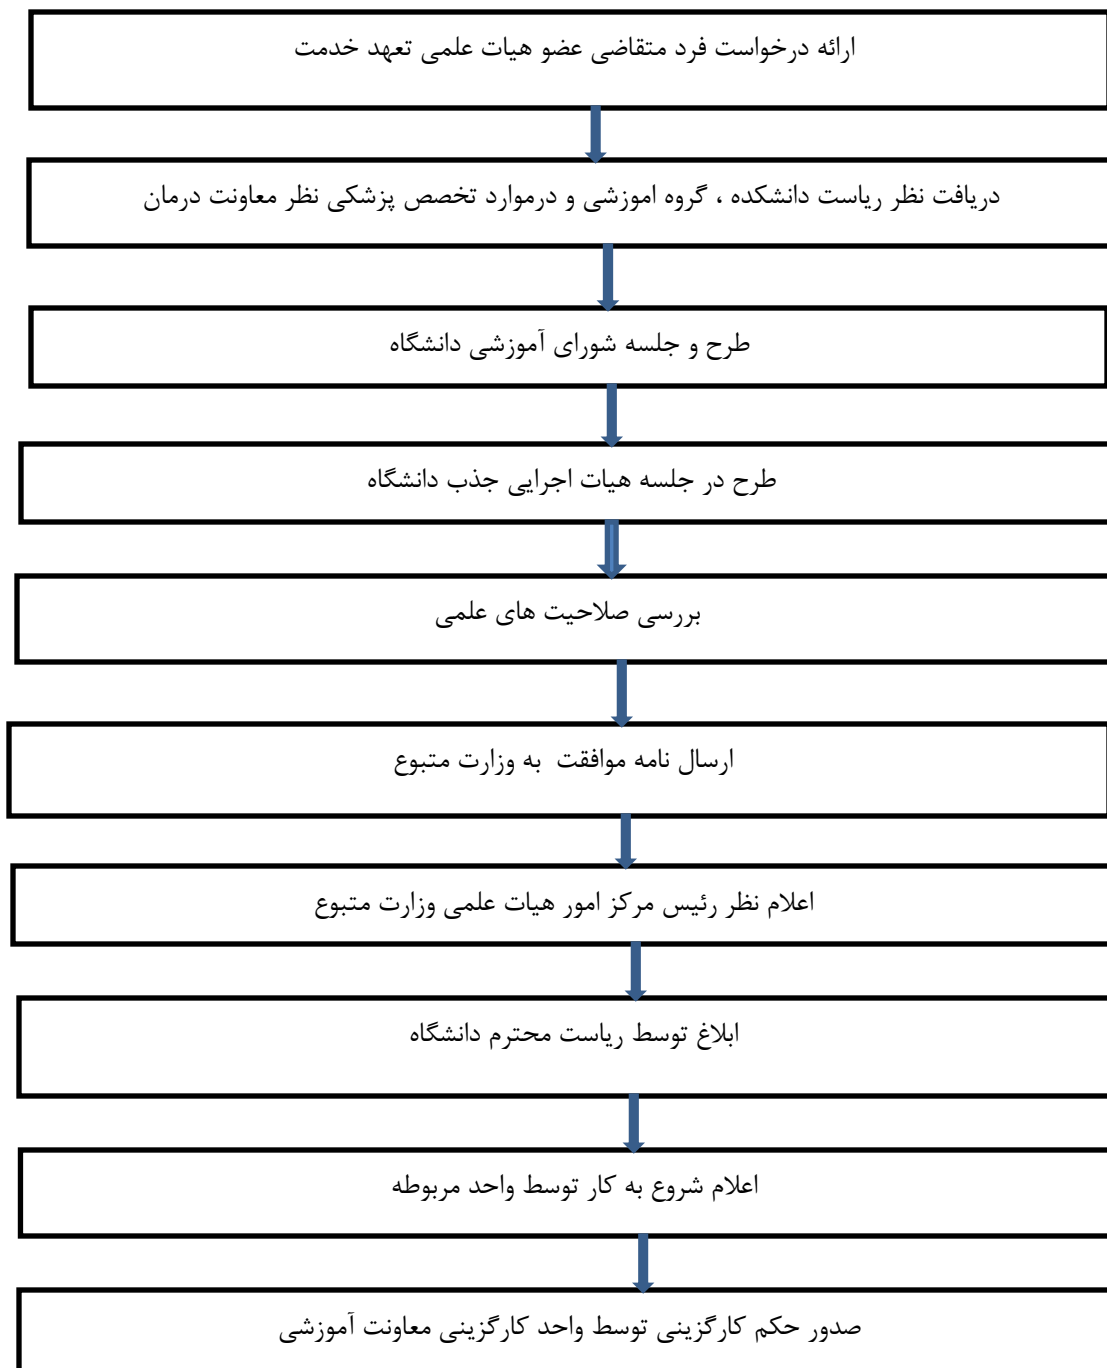 ارائه درخواست فرد متقاضی عضو هیات علمی تعهد خدمت
دریافت نظر ریاست دانشکده ، گروه اموزشی و درموارد تخصص پزشکی نظر معاونت درمان
طرح و جلسه شورای آموزشی دانشگاه
طرح در جلسه هیات اجرایی جذب دانشگاه
بررسی صلاحیت های علمی
ارسال نامه موافقت به وزارت متبوع
اعلام نظر رئیس مرکز امور هیات علمی وزارت متبوع
ابلاغ توسط ریاست محترم دانشگاه
اعلام شروع به کار توسط واحد مربوطه
صدور حکم کارگزینی توسط واحد کارگزینی معاونت آموزشی